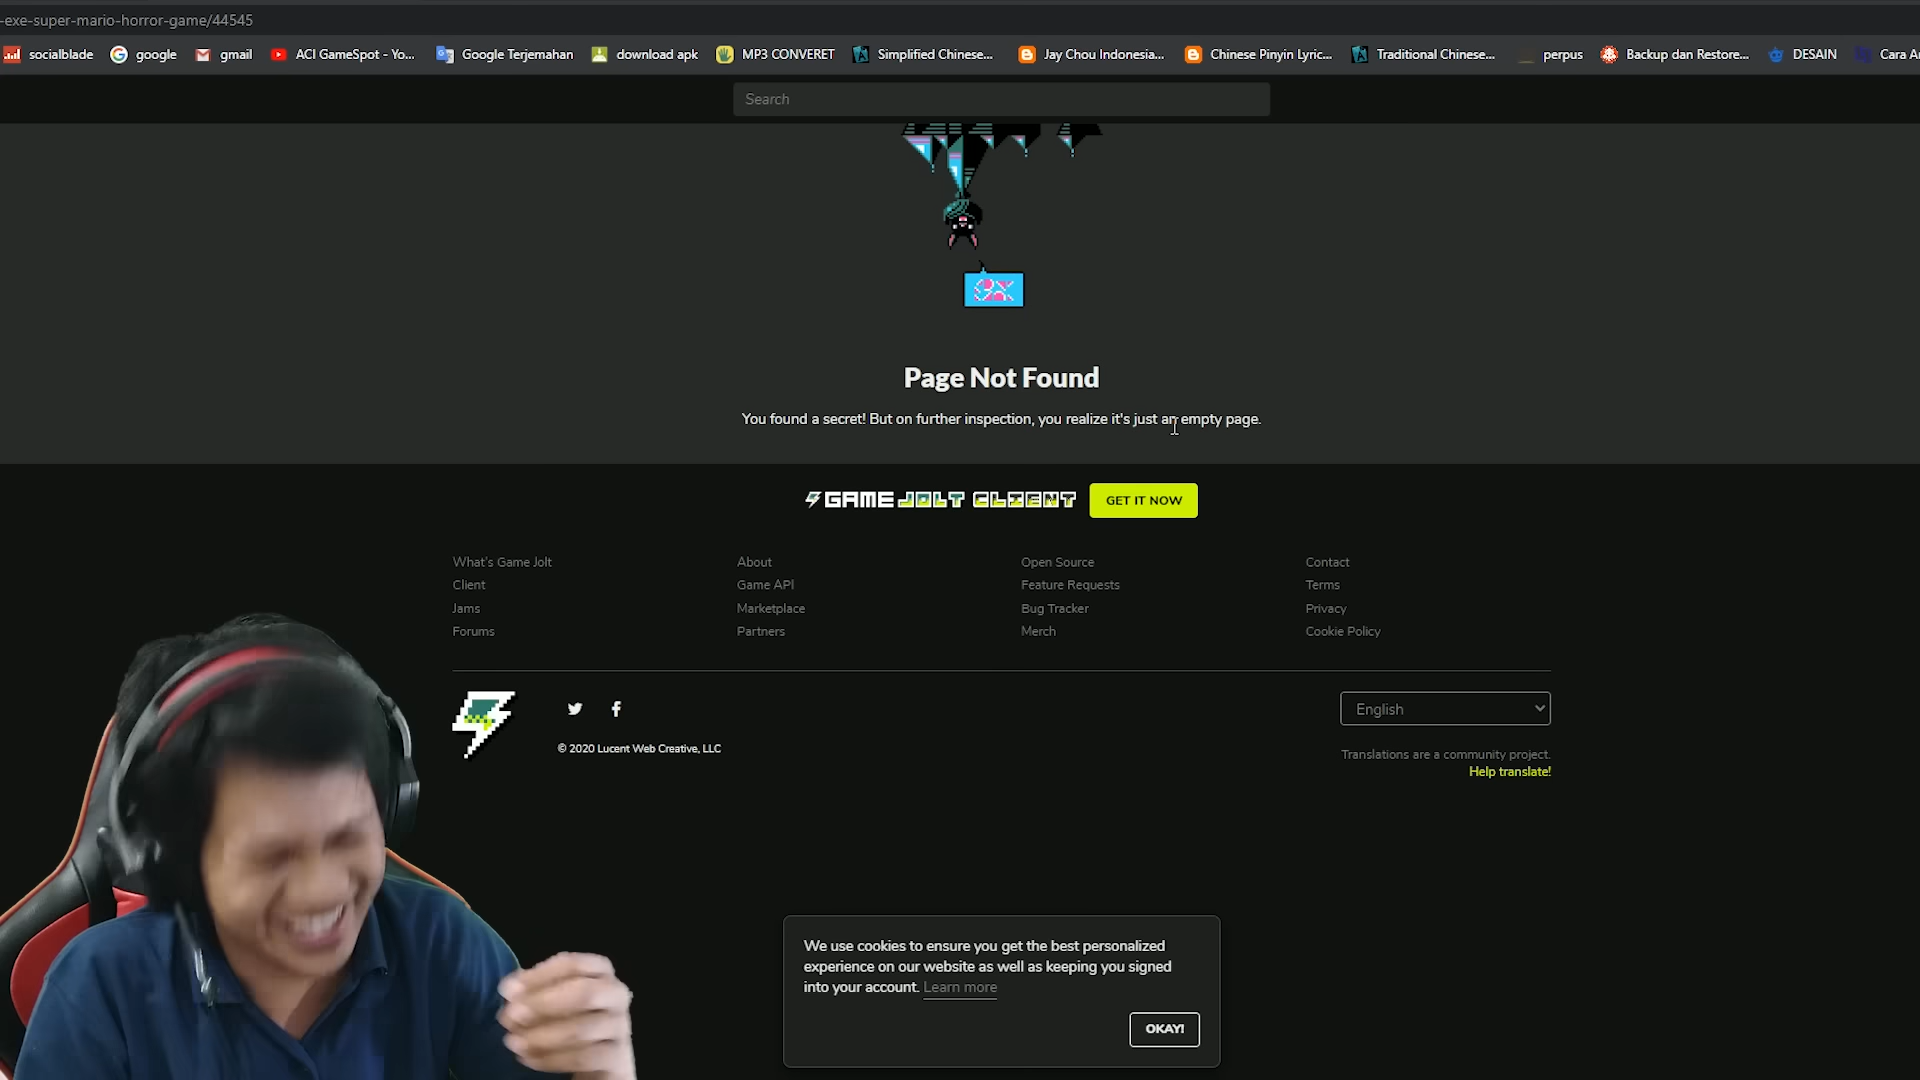 -exe-super-mario-horror-game/44545
socialblade google gmail ACI GameSpot - Yo... Google Terjemahan download apk MP3 CONVERET Simplified Chinese... Jay Chou Indonesia... Chinese Pinyin Lyric... Traditional Chinese... perpus Backup dan Restore... DESAIN Cara
Search
Page Not Found
You found a secret! But on further inspection, you realize it's just an empty page.
GAME JOLT CLIENT GET IT NOW
What's Game Jolt About Open Source Contact
Client Game API Feature Requests Terms
Jams Marketplace Bug Tracker Privacy
Forums Partners Merch Cookie Policy
English
© 2020 Lucent Web Creative, LLC
Translations are a community project.
Help translate!
We use cookies to ensure you get the best personalized
experience on our website as well as keeping you signed
into your account. Learn more
OKAY!